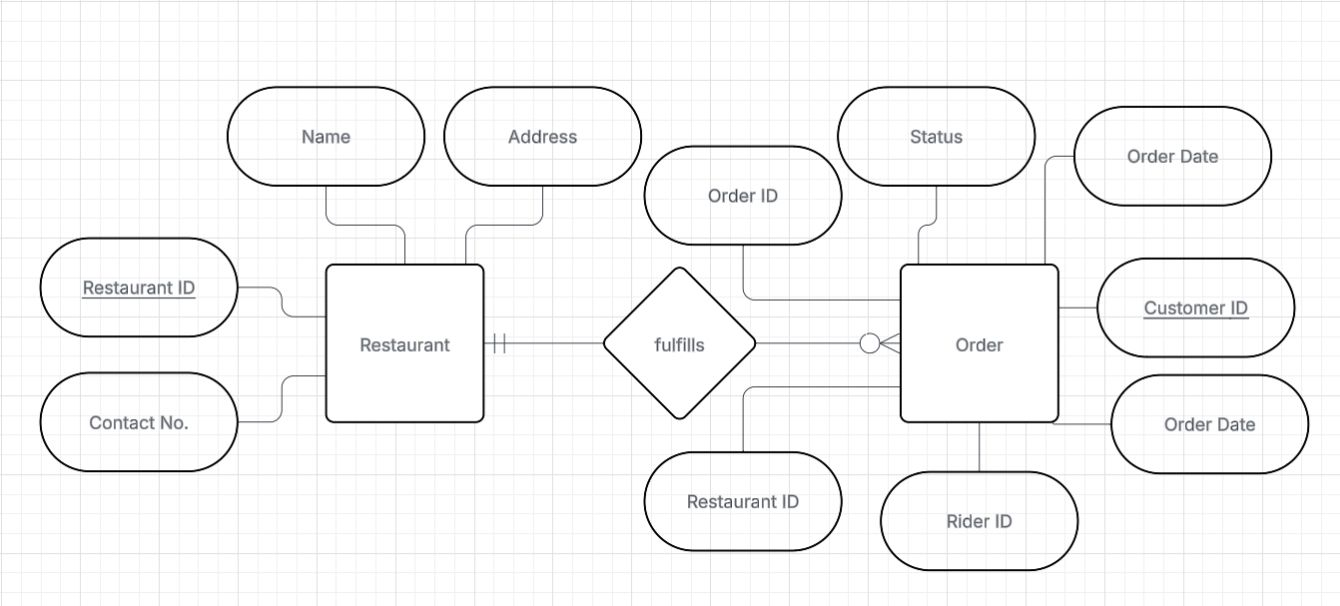 Name
Address
Status
Order Date
Order ID
Restaurant ID
Customer ID
Restaurant
fulfills
Order
Contact No.
Order Date
Restaurant ID
Rider ID